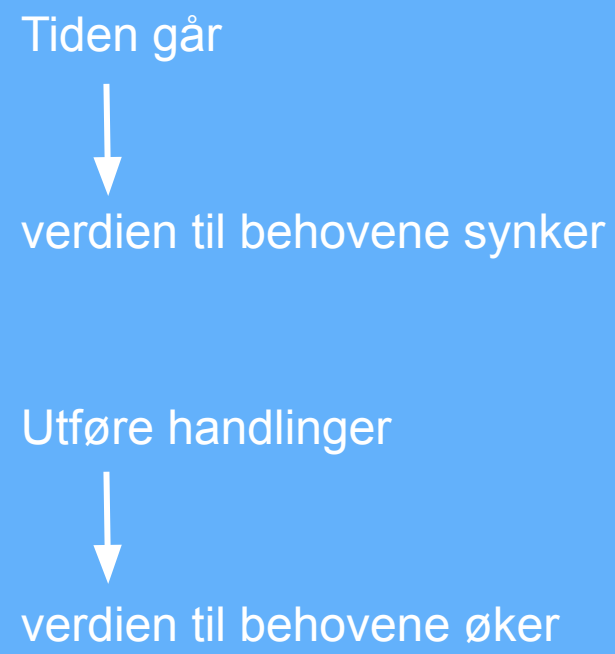 Tiden går
verdien til behovene synker
Utføre handlinger
verdien til behovene øker